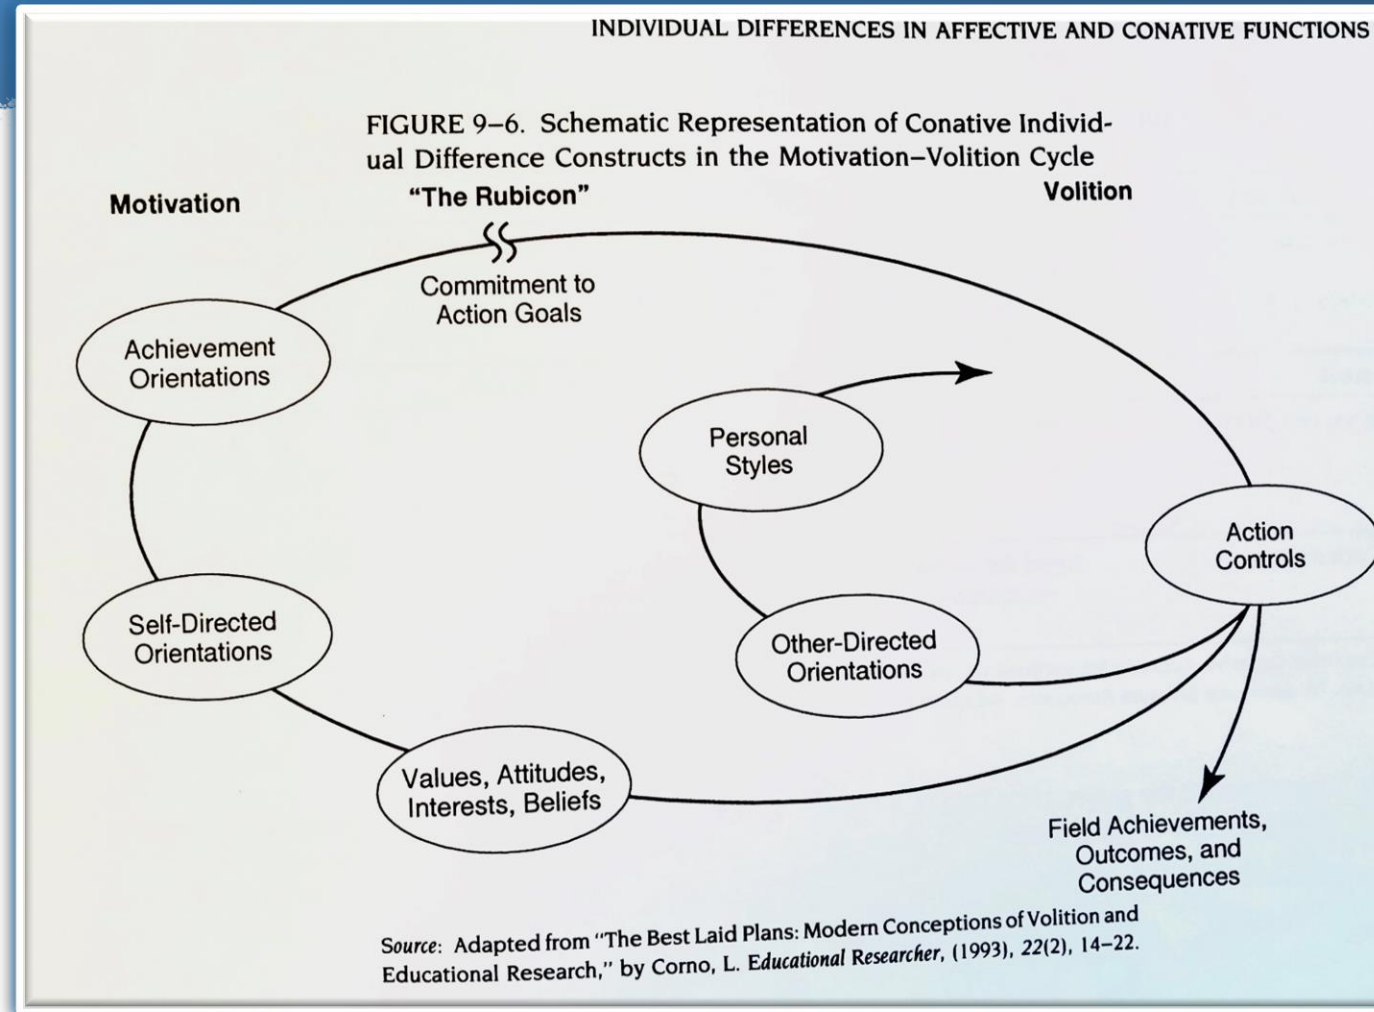 INDIVIDUAL DIFFERENCES IN AFFECTIVE AND CONATIVE FUNCTIONS
FIGURE 9–6. Schematic Representation of Conative Individ-
ual Difference Constructs in the Motivation–Volition Cycle
Motivation
“The Rubicon”
Volition
Commitment to
Action Goals
Achievement
Orientations
Personal
Styles
Action
Controls
Self-Directed
Orientations
Other-Directed
Orientations
Values, Attitudes,
Interests, Beliefs
Field Achievements,
Outcomes, and
Consequences
Source: Adapted from “The Best Laid Plans: Modern Conceptions of Volition and
Educational Research,” by Corno, L. Educational Researcher, (1993), 22(2), 14–22.